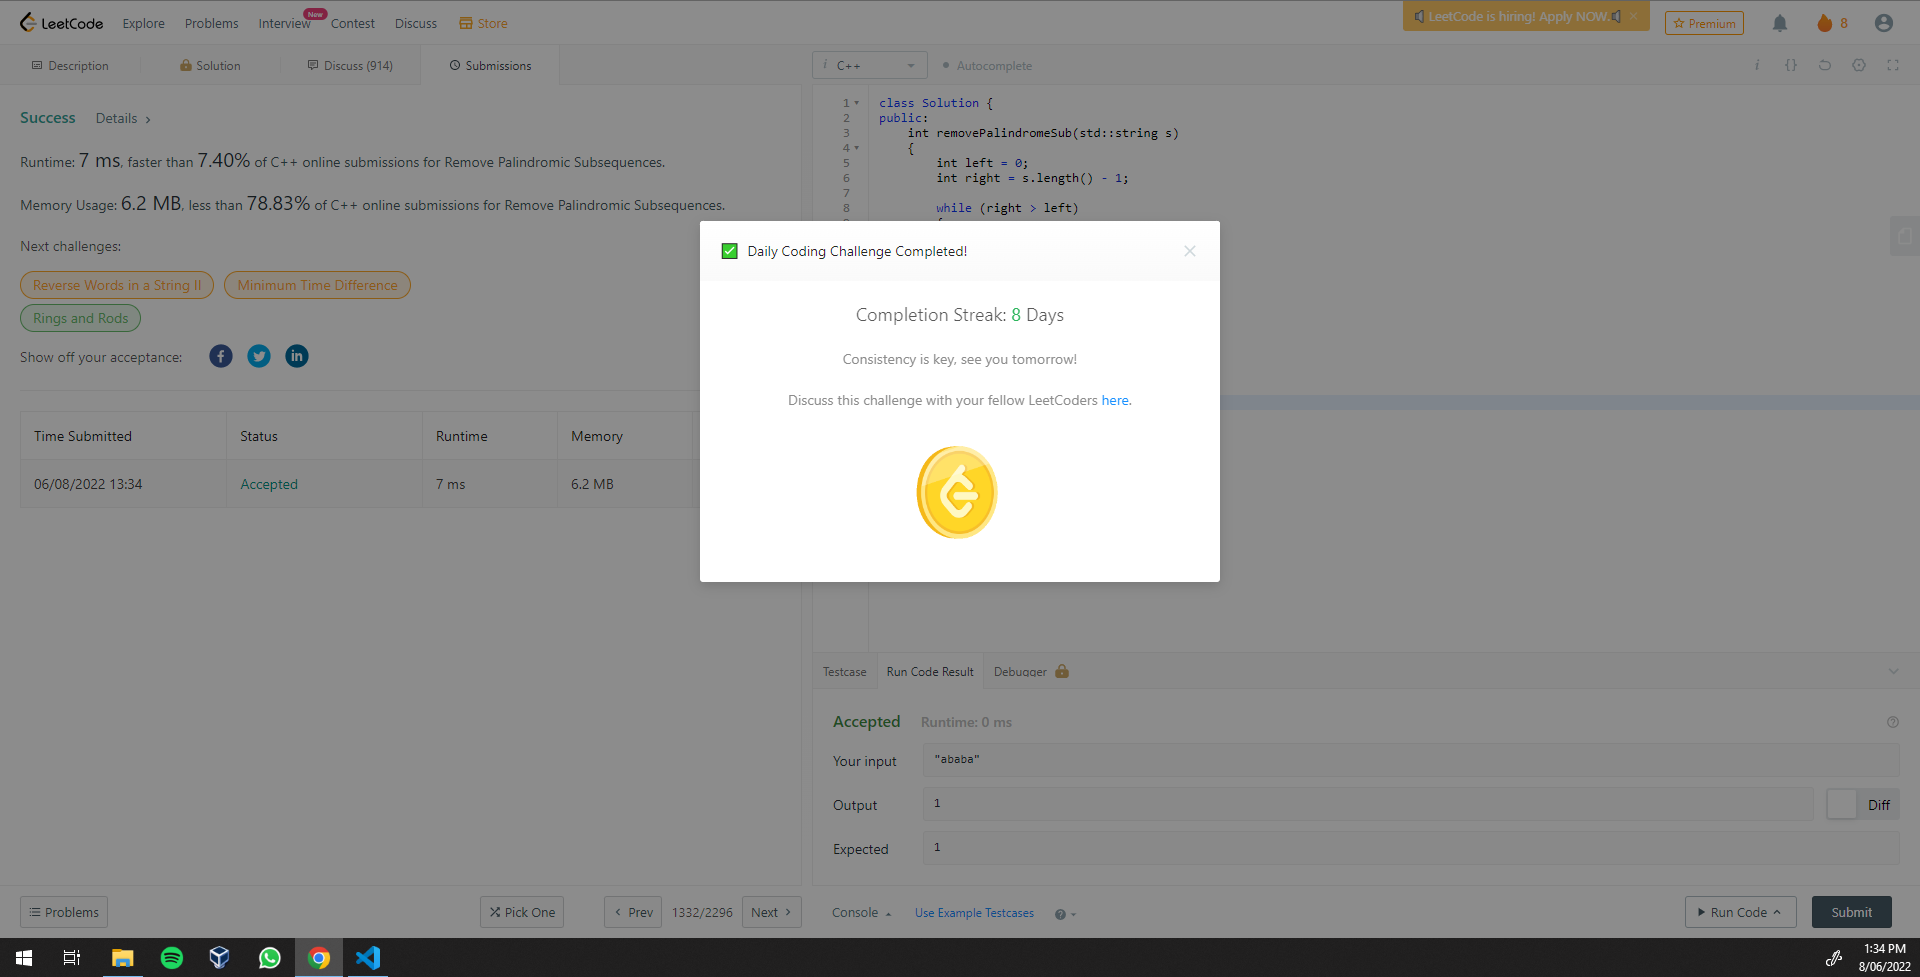 LeetCode Explore Problems Interview New Contest Discuss Store LeetCode is hiring! Apply NOW. Premium 8
Description Solution Discuss (914) Submissions
i C++ Autocomplete
Success Details
Runtime: 7 ms, faster than 7.40% of C++ online submissions for Remove Palindromic Subsequences.
Memory Usage: 6.2 MB, less than 78.83% of C++ online submissions for Remove Palindromic Subsequences.
Next challenges:
Reverse Words in a String II Minimum Time Difference
Rings and Rods
Show off your acceptance:
Time Submitted Status Runtime Memory
06/08/2022 13:34 Accepted 7 ms 6.2 MB
1 class Solution {
2 public:
3 int removePalindromeSub(std::string s)
4 {
5 int left = 0;
6 int right = s.length() - 1;
7
8 while (right > left)
Daily Coding Challenge Completed!
Completion Streak: 8 Days
Consistency is key, see you tomorrow!
Discuss this challenge with your fellow LeetCoders here.
Testcase Run Code Result Debugger
Accepted Runtime: 0 ms
Your input "ababa"
Output 1 Diff
Expected 1
Problems Pick One Prev 1332/2296 Next Console Use Example Testcases Run Code Submit
1:34 PM
8/06/2022